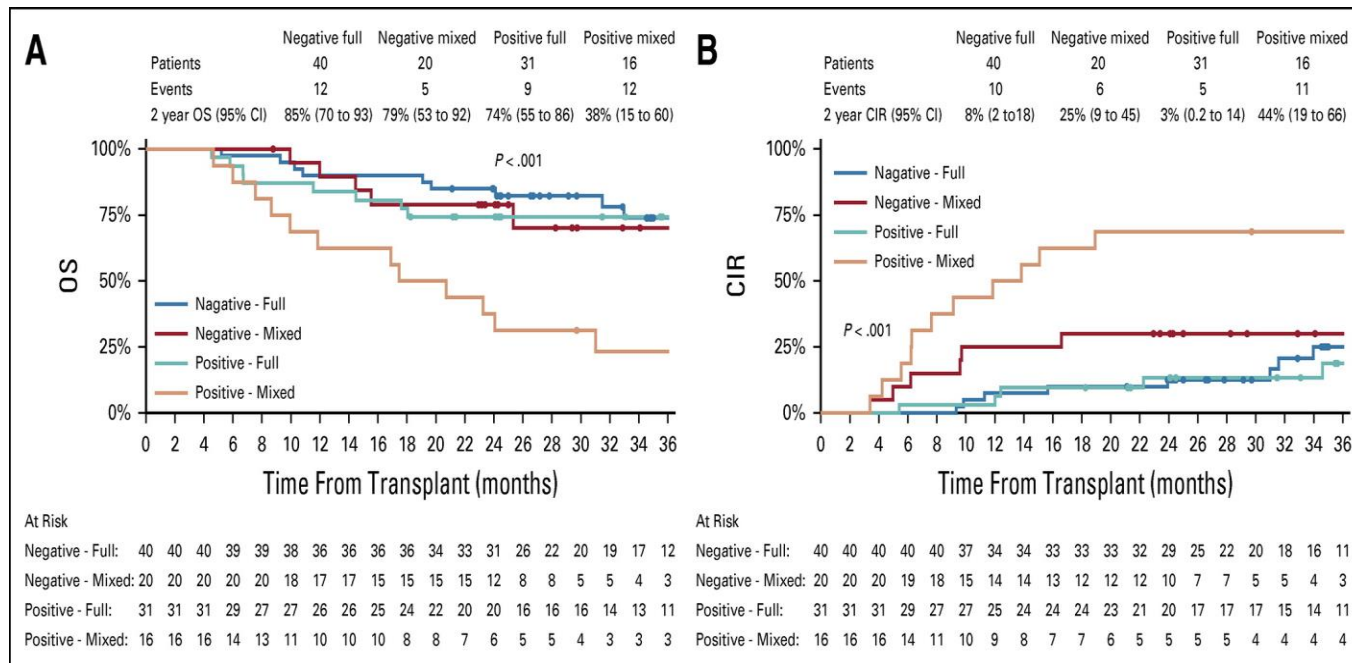 A
Negative full Negative mixed Positive full Positive mixed
Patients 40 20 31 16
Events 12 5 9 12
2 year OS (95% CI) 85% (70 to 93) 79% (53 to 92) 74% (55 to 86) 38% (15 to 60)
100%
75%
50%
25%
0%
OS
P < .001
Nagative - Full
Negative - Mixed
Positive - Full
Positive - Mixed
0 2 4 6 8 10 12 14 16 18 20 22 24 26 28 30 32 34 36
Time From Transplant (months)
At Risk
Negative - Full: 40 40 40 39 39 38 36 36 36 36 34 33 31 26 22 20 19 17 12
Negative - Mixed: 20 20 20 20 20 18 17 17 15 15 15 15 12 8 8 5 5 4 3
Positive - Full: 31 31 31 29 27 27 26 26 25 24 22 20 20 16 16 16 14 13 11
Positive - Mixed: 16 16 16 14 13 11 10 10 10 8 8 7 6 5 5 4 3 3 3
B
Negative full Negative mixed Positive full Positive mixed
Patients 40 20 31 16
Events 10 6 5 11
2 year CIR (95% CI) 8% (2 to18) 25% (9 to 45) 3% (0.2 to 14) 44% (19 to 66)
100%
75%
50%
25%
0%
CIR
Nagative - Full
Negative - Mixed
Positive - Full
Positive - Mixed
P < .001
0 2 4 6 8 10 12 14 16 18 20 22 24 26 28 30 32 34 36
Time From Transplant (months)
At Risk
Negative - Full: 40 40 40 40 40 37 34 34 33 33 33 32 29 25 22 20 18 16 11
Negative - Mixed: 20 20 20 19 18 15 14 14 13 12 12 12 10 7 7 5 5 4 3
Positive - Full: 31 31 31 29 27 27 25 24 24 24 23 21 20 17 17 17 15 14 11
Positive - Mixed: 16 16 16 14 11 10 9 8 7 7 6 5 5 5 5 4 4 4 4